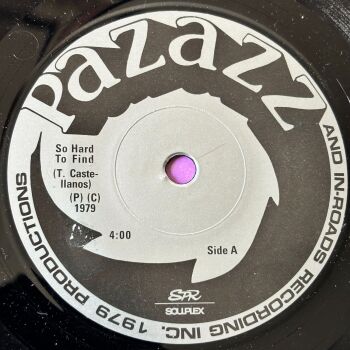 Pazazz
AND IN-ROADS RECORDING INC. 1979 PRODUCTIONS
So Hard
To Find
(T. Caste-
llanos)
(P) (C)
1979
4:00
Side A
SPR
SOULPLEX